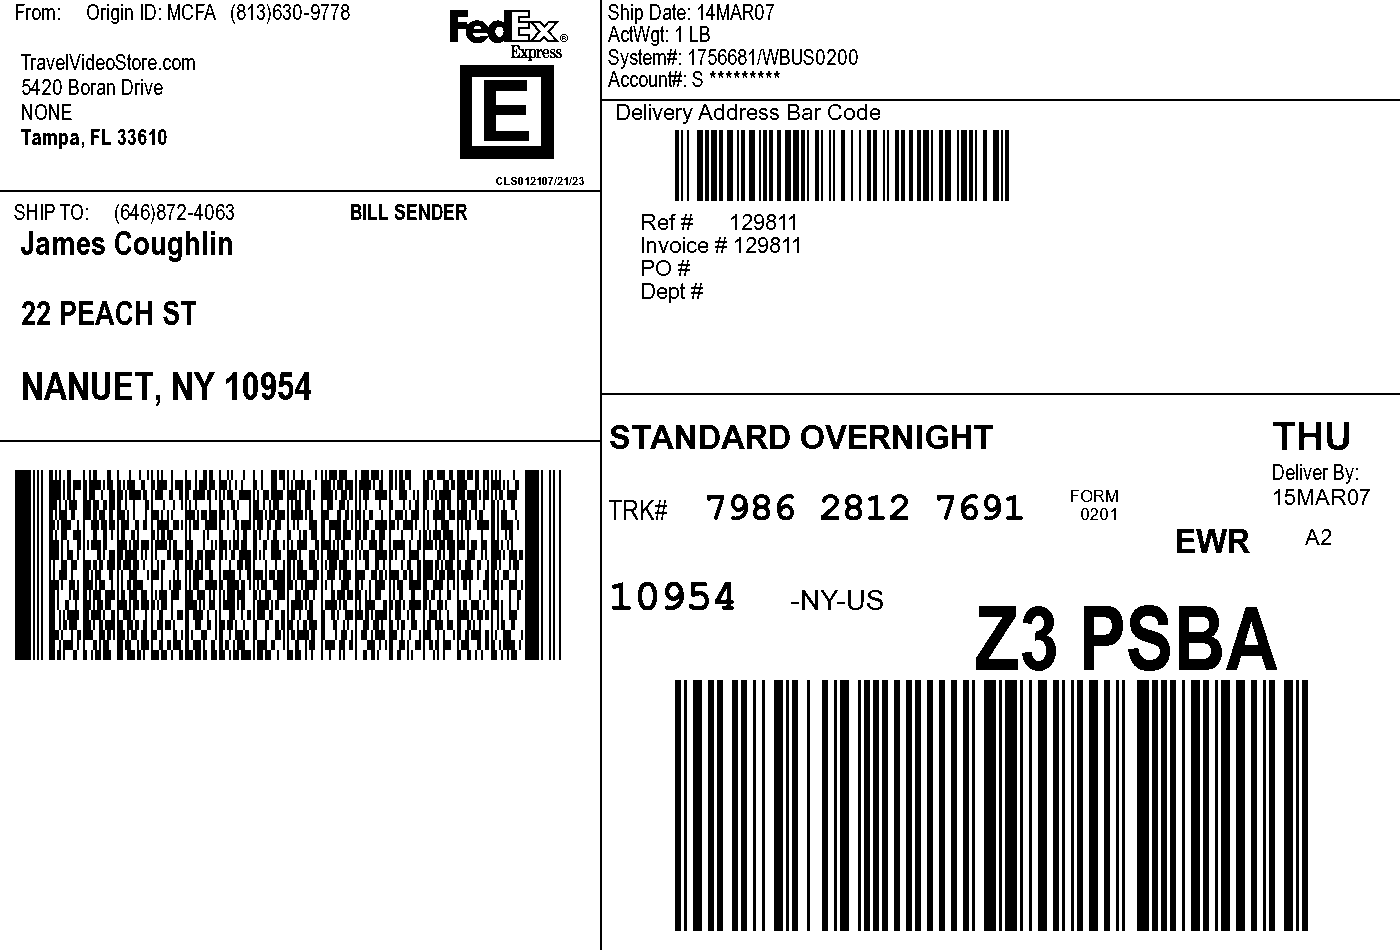 From: Origin ID: MCFA (813)630-9778
TravelVideoStore.com
5420 Boran Drive
NONE
Tampa, FL 33610
FedEx®
Express
E
CLS012107/21/23
Ship Date: 14MAR07
ActWgt: 1 LB
System#: 1756681/WBUS0200
Account#: S *********
Delivery Address Bar Code
Ref # 129811
Invoice # 129811
PO #
Dept #
SHIP TO: (646)872-4063 BILL SENDER
James Coughlin
22 PEACH ST
NANUET, NY 10954
STANDARD OVERNIGHT
THU
Deliver By:
15MAR07
TRK# 7986 2812 7691
FORM
0201
EWR A2
10954 -NY-US
Z3 PSBA